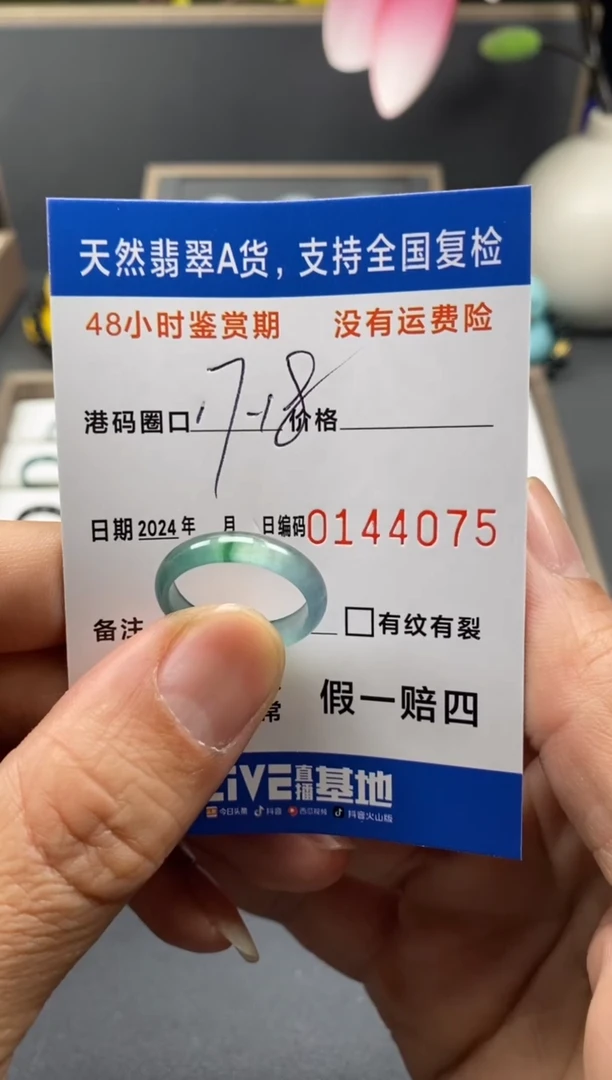 天然翡翠A货，支持全国复检
48小时鉴赏期 没有运费险
港码圈口 17-18 价格
日期 2024 年 月 日编码 0144075
备注 □有纹有裂
常 假一赔四
LiVE 直播 基地
今日头条 抖音 西瓜视频 抖音火山版